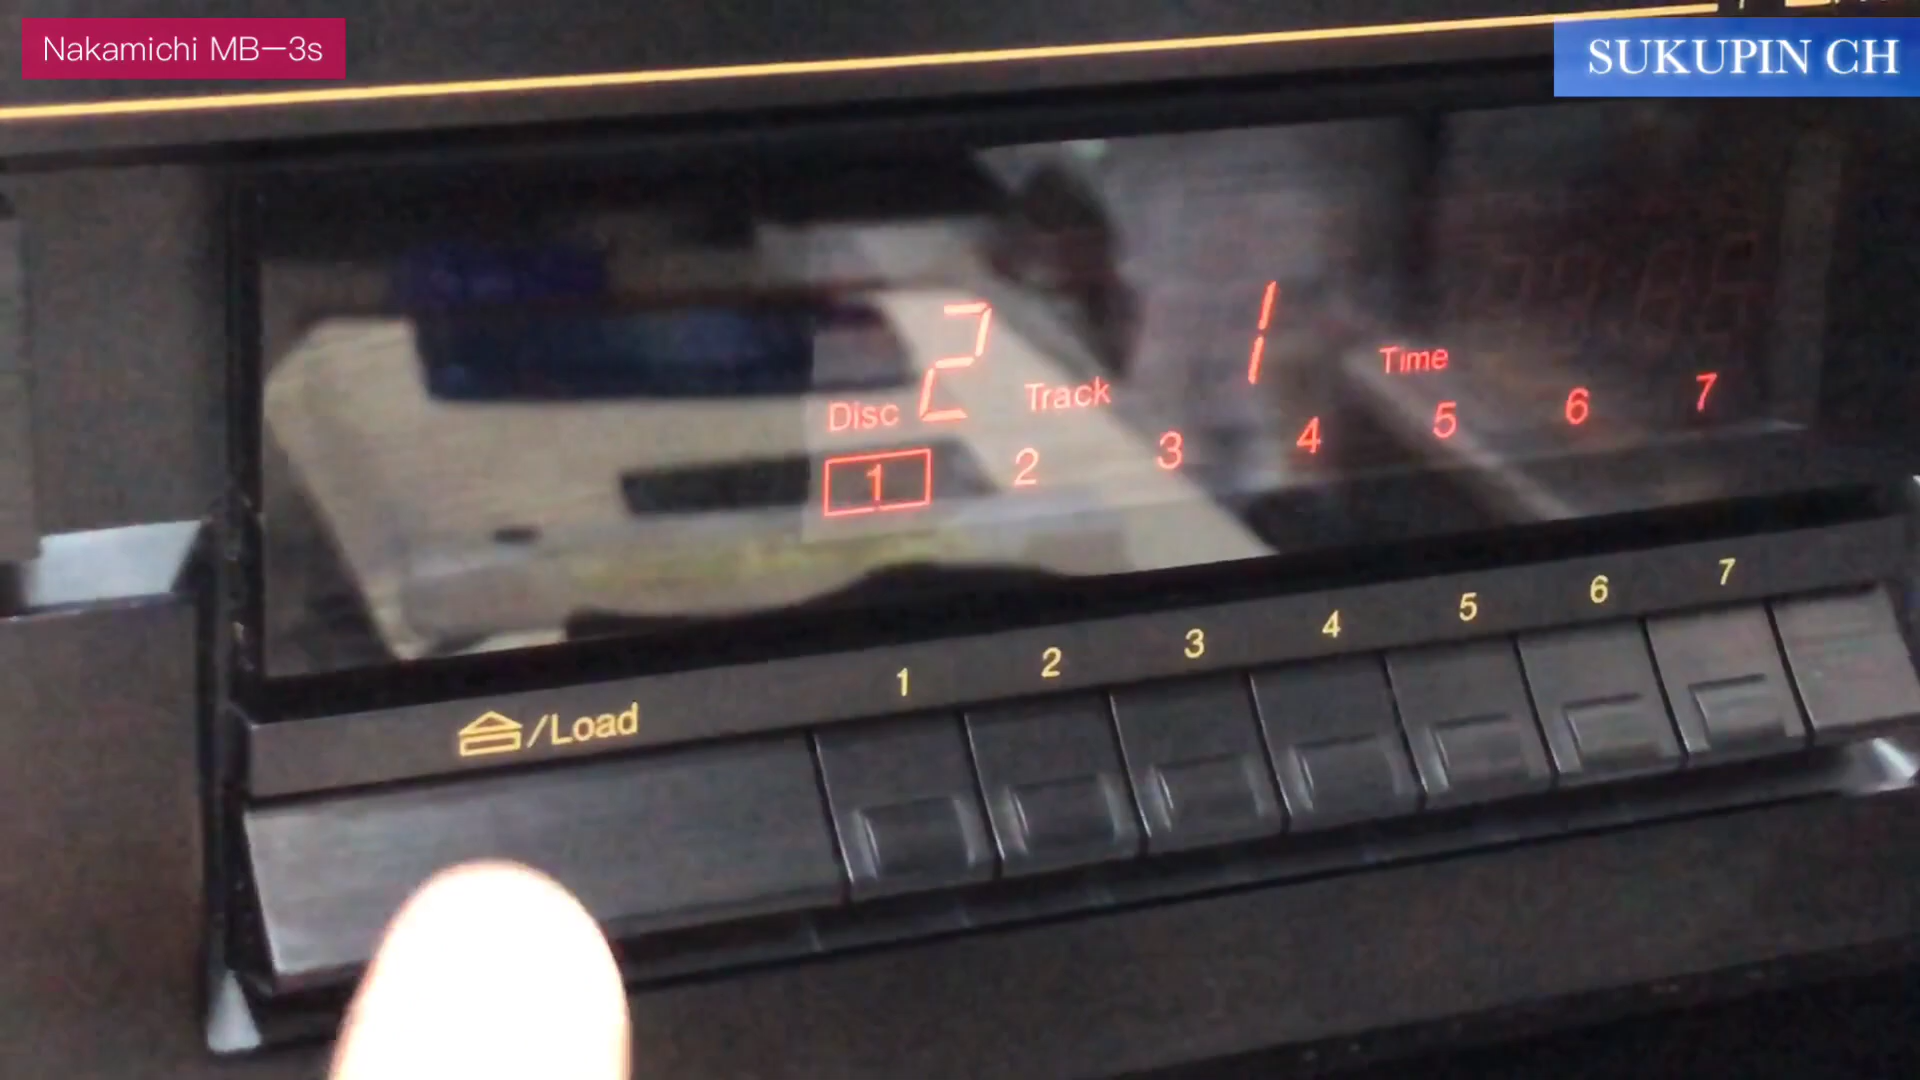 Nakamichi MB-3s
SUKUPIN CH
Disc 2 Track 1 Time
1 2 3 4 5 6 7
1 2 3 4 5 6 7
/Load